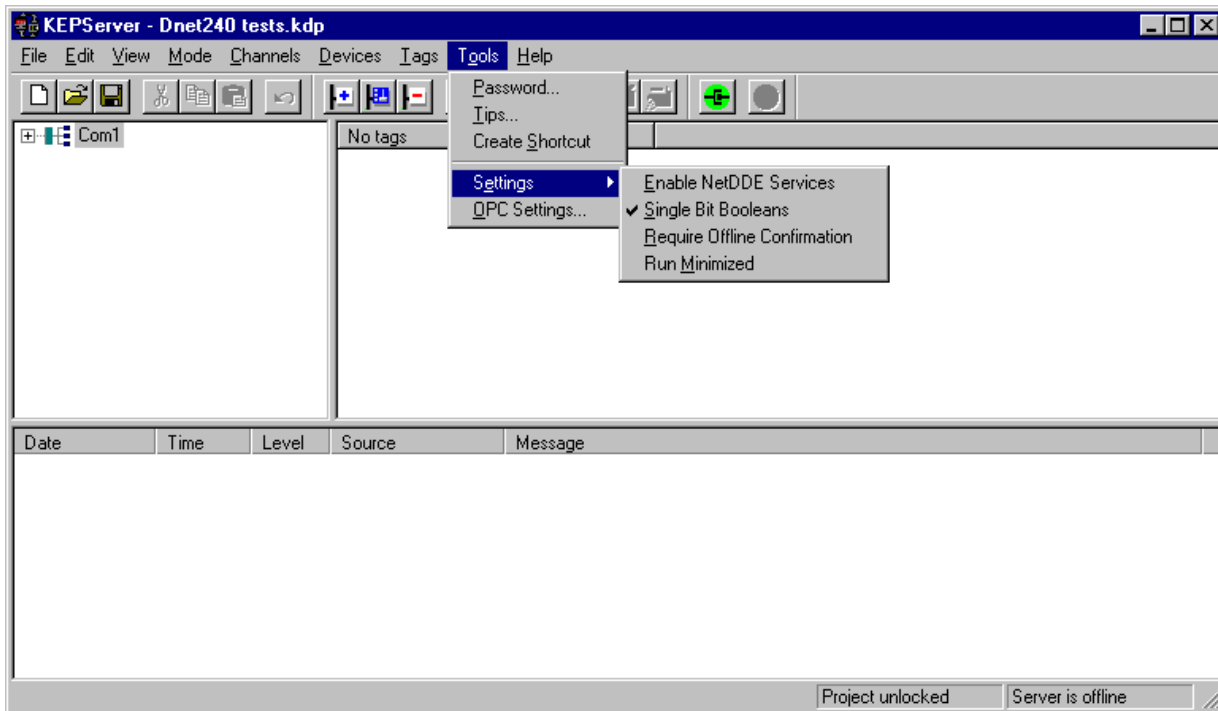 KEPServer - Dnet240 tests.kdp
File Edit View Mode Channels Devices Tags Tools Help
Password...
Tips...
Create Shortcut
Settings
OPC Settings...
Enable NetDDE Services
Single Bit Booleans
Require Offline Confirmation
Run Minimized
Com1
No tags
Date Time Level Source Message
Project unlocked Server is offline